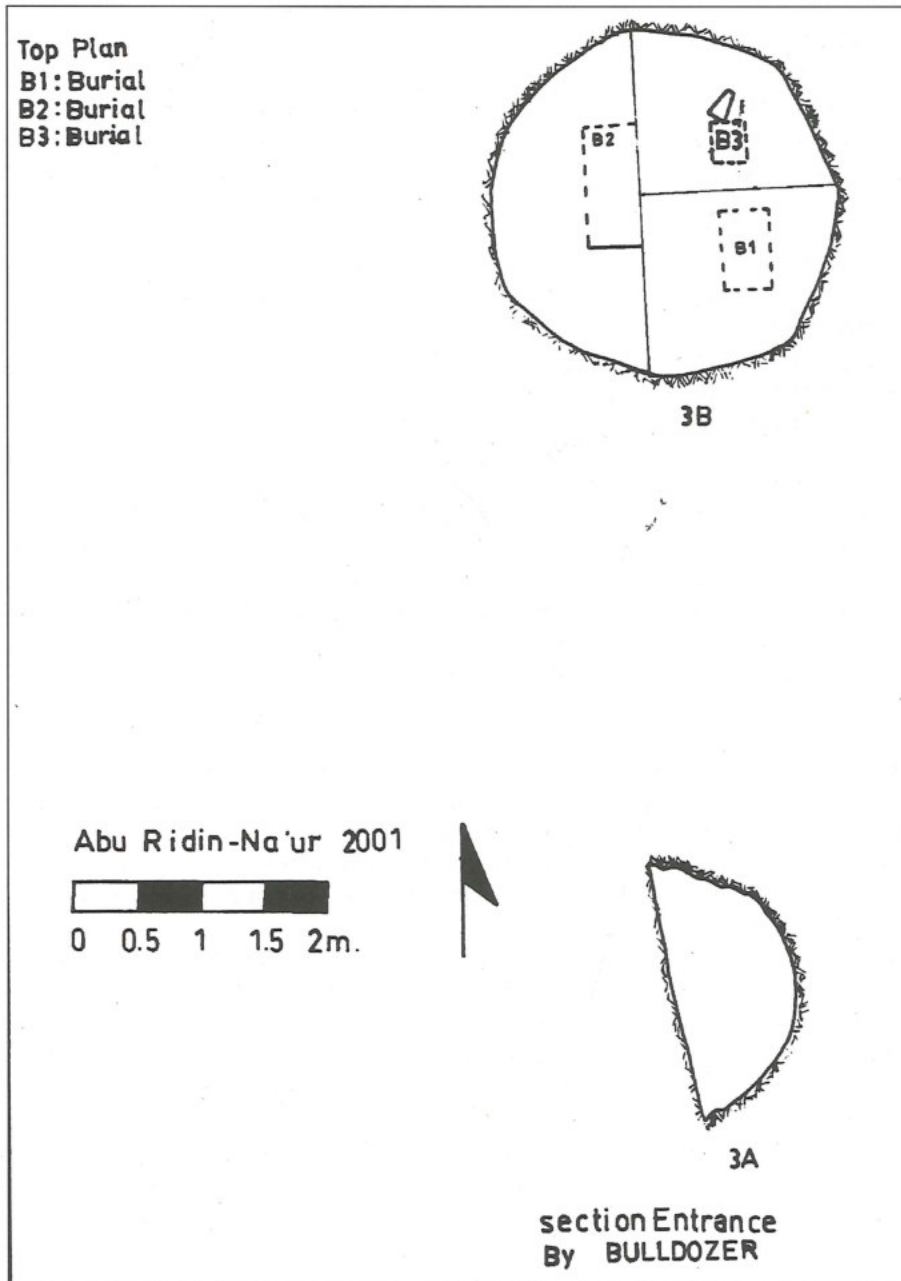 Top Plan
B1: Burial
B2: Burial
B3: Burial
B2
B3
B1
3B
Abu Ridin-Na'ur 2001
0 0.5 1 1.5 2m.
3A
section Entrance
By BULLDOZER